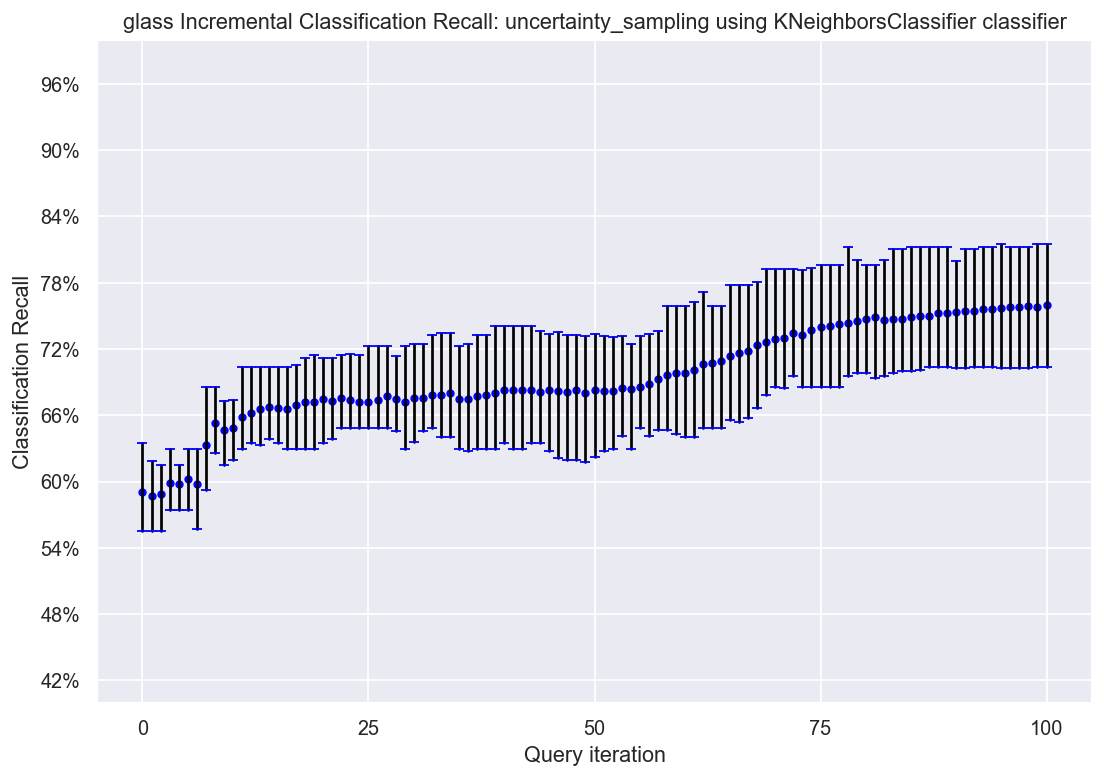 glass Incremental Classification Recall: uncertainty_sampling using KNeighborsClassifier classifier
96%
90%
84%
78%
72%
66%
60%
54%
48%
42%
Classification Recall
0 25 50 75 100
Query iteration